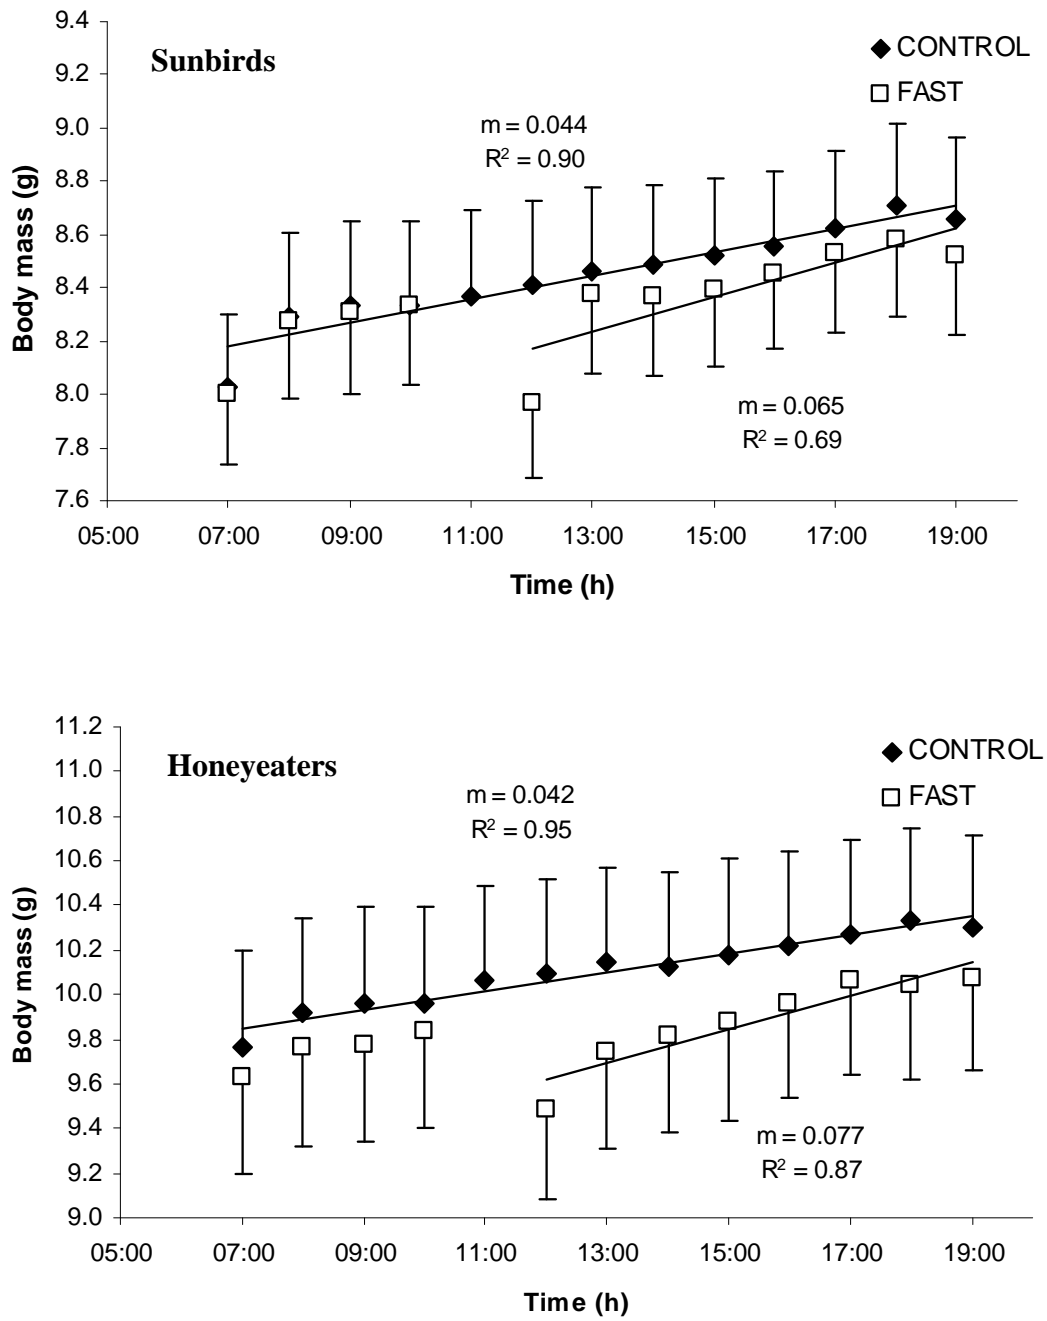 Sunbirds
CONTROL
FAST
m = 0.044
R² = 0.90
m = 0.065
R² = 0.69
Body mass (g)
9.4
9.2
9.0
8.8
8.6
8.4
8.2
8.0
7.8
7.6
05:00 07:00 09:00 11:00 13:00 15:00 17:00 19:00
Time (h)
Honeyeaters
CONTROL
FAST
m = 0.042
R² = 0.95
m = 0.077
R² = 0.87
Body mass (g)
11.2
11.0
10.8
10.6
10.4
10.2
10.0
9.8
9.6
9.4
9.2
9.0
05:00 07:00 09:00 11:00 13:00 15:00 17:00 19:00
Time (h)